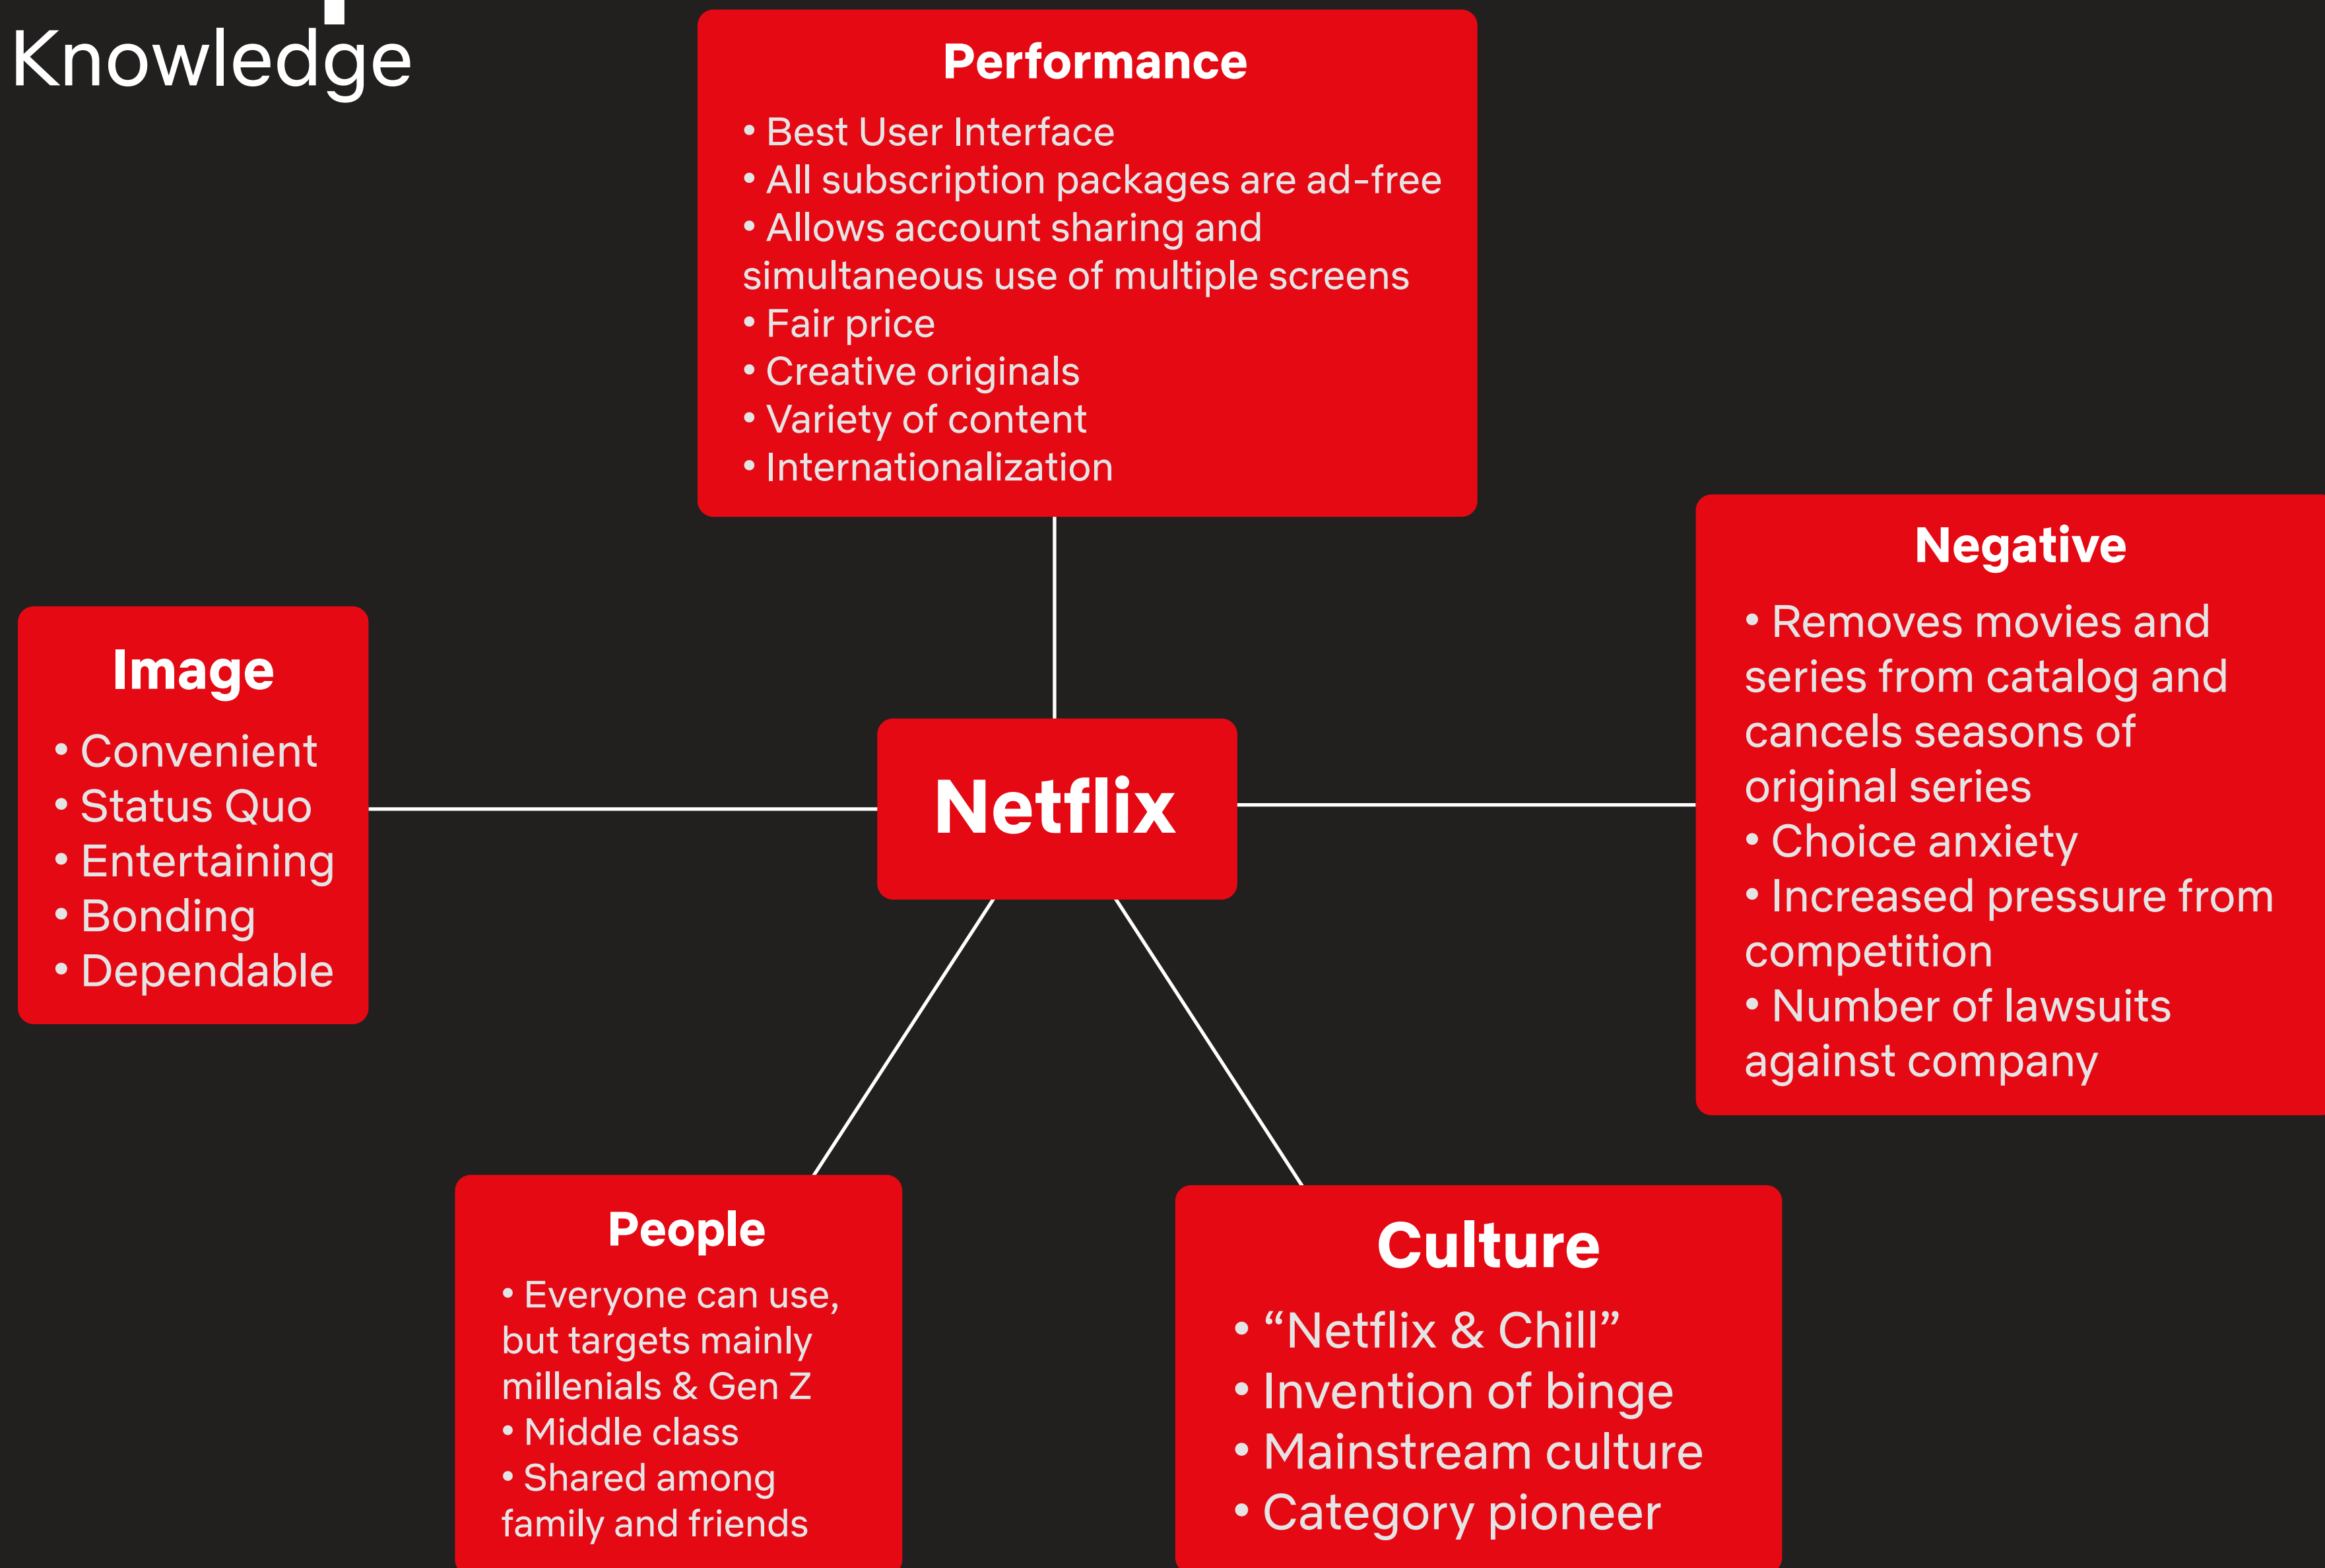 Knowledge
Performance
• Best User Interface
• All subscription packages are ad-free
• Allows account sharing and
simultaneous use of multiple screens
• Fair price
• Creative originals
• Variety of content
• Internationalization
Negative
• Removes movies and
series from catalog and
cancels seasons of
original series
• Choice anxiety
• Increased pressure from
competition
• Number of lawsuits
against company
Image
• Convenient
• Status Quo
• Entertaining
• Bonding
• Dependable
Netflix
People
• Everyone can use,
but targets mainly
millenials & Gen Z
• Middle class
• Shared among
family and friends
Culture
• “Netflix & Chill”
• Invention of binge
• Mainstream culture
• Category pioneer